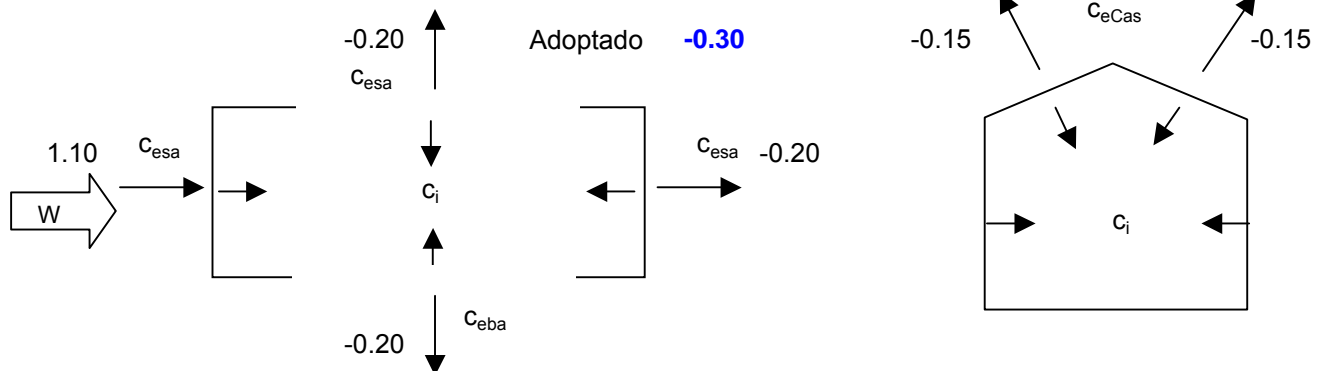 -0.20 Adoptado -0.30
c_esa
1.10 c_esa
W
c_i
c_esa -0.20
c_eba
-0.20
c_eCas
-0.15 -0.15
c_i